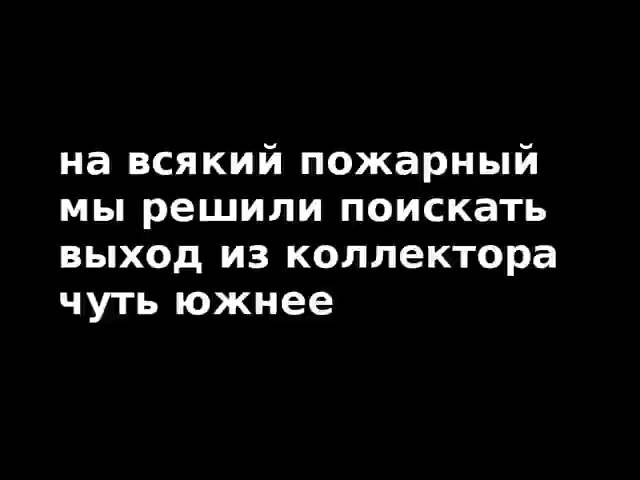 на всякий пожарный
мы решили поискать
выход из коллектора
чуть южнее